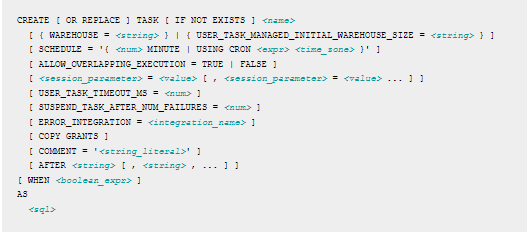 CREATE [ OR REPLACE ] TASK [ IF NOT EXISTS ] <name>
[ { WAREHOUSE = <string> } | { USER_TASK_MANAGED_INITIAL_WAREHOUSE_SIZE = <string> } ]
[ SCHEDULE = '{ <num> MINUTE | USING CRON <expr> <time_zone> }' ]
[ ALLOW_OVERLAPPING_EXECUTION = TRUE | FALSE ]
[ <session_parameter> = <value> [ , <session_parameter> = <value> ... ] ]
[ USER_TASK_TIMEOUT_MS = <num> ]
[ SUSPEND_TASK_AFTER_NUM_FAILURES = <num> ]
[ ERROR_INTEGRATION = <integration_name> ]
[ COPY GRANTS ]
[ COMMENT = '<string_literal>' ]
[ AFTER <string> [ , <string> , ... ] ]
[ WHEN <boolean_expr> ]
AS
<sql>